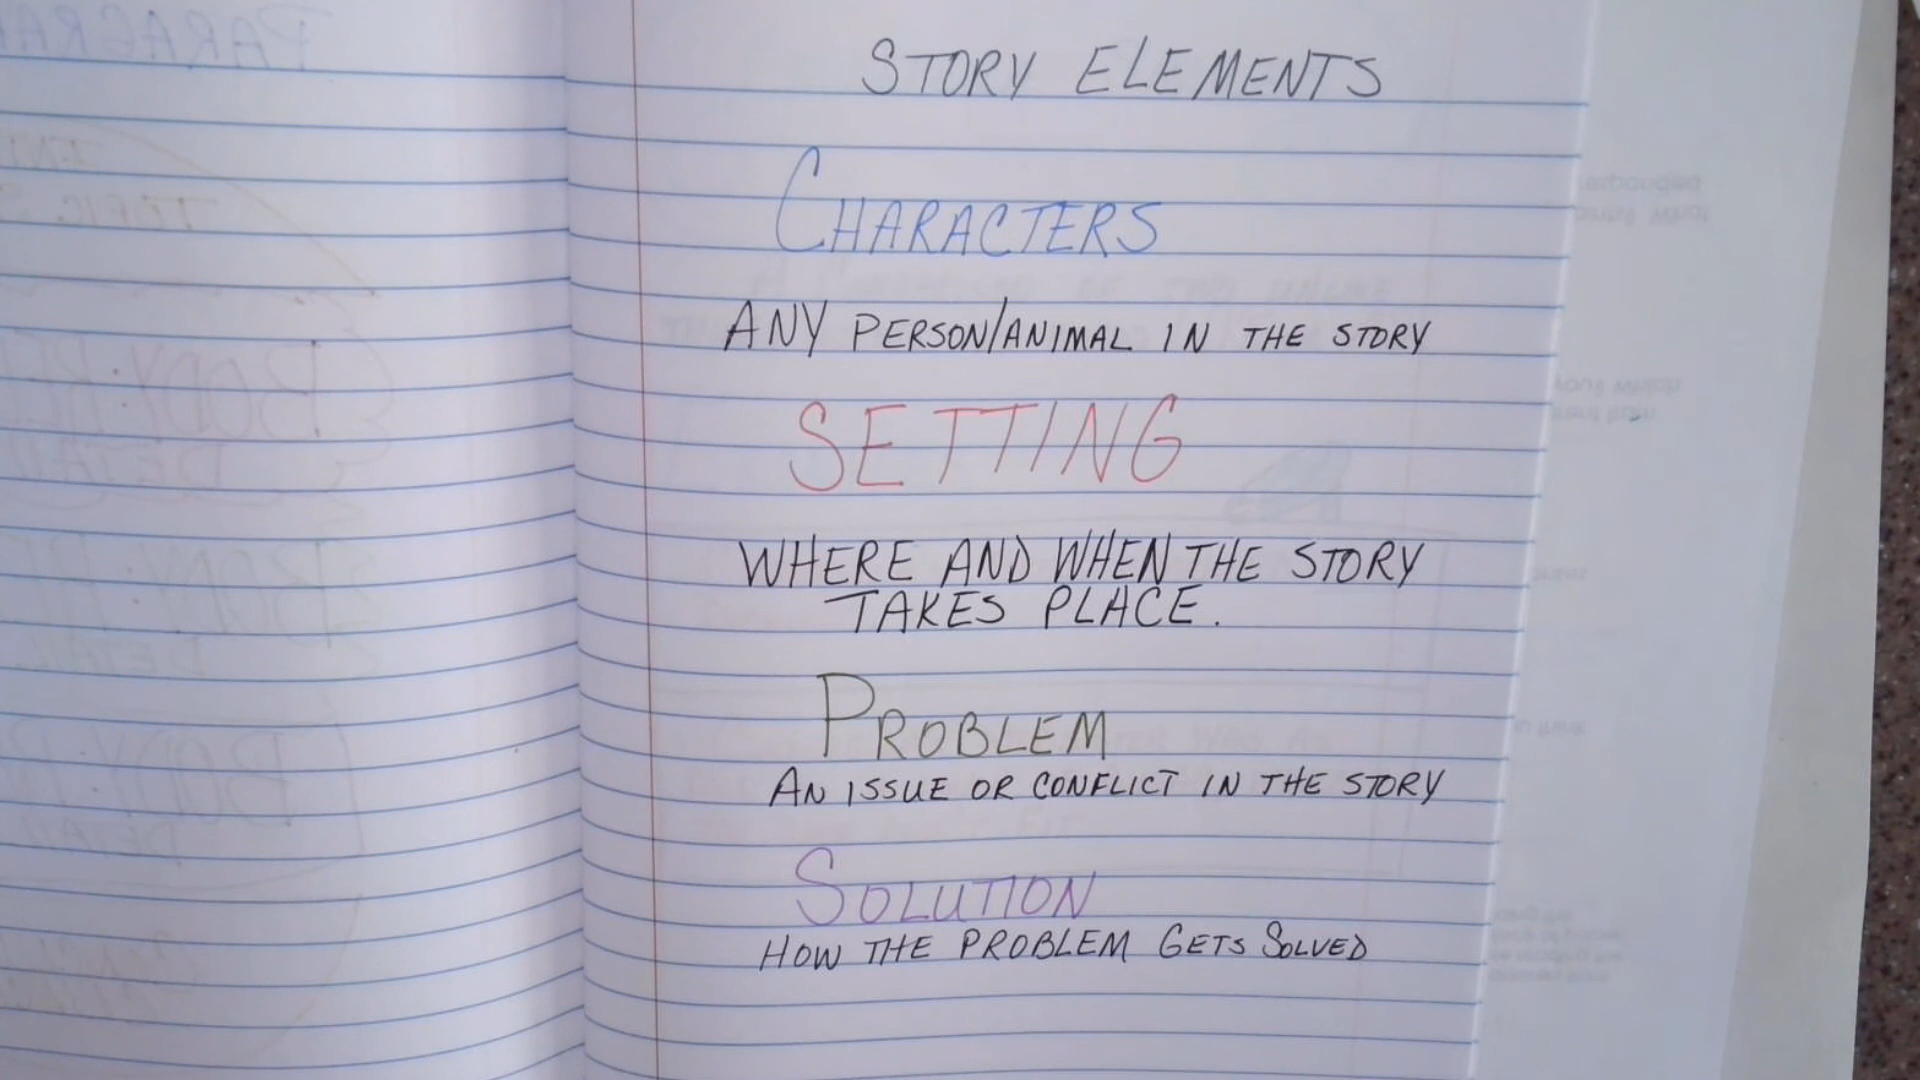 STORY ELEMENTS
CHARACTERS
ANY PERSON/ANIMAL IN THE STORY
SETTING
WHERE AND WHEN THE STORY
TAKES PLACE.
PROBLEM
AN ISSUE OR CONFLICT IN THE STORY
SOLUTION
HOW THE PROBLEM GETS SOLVED